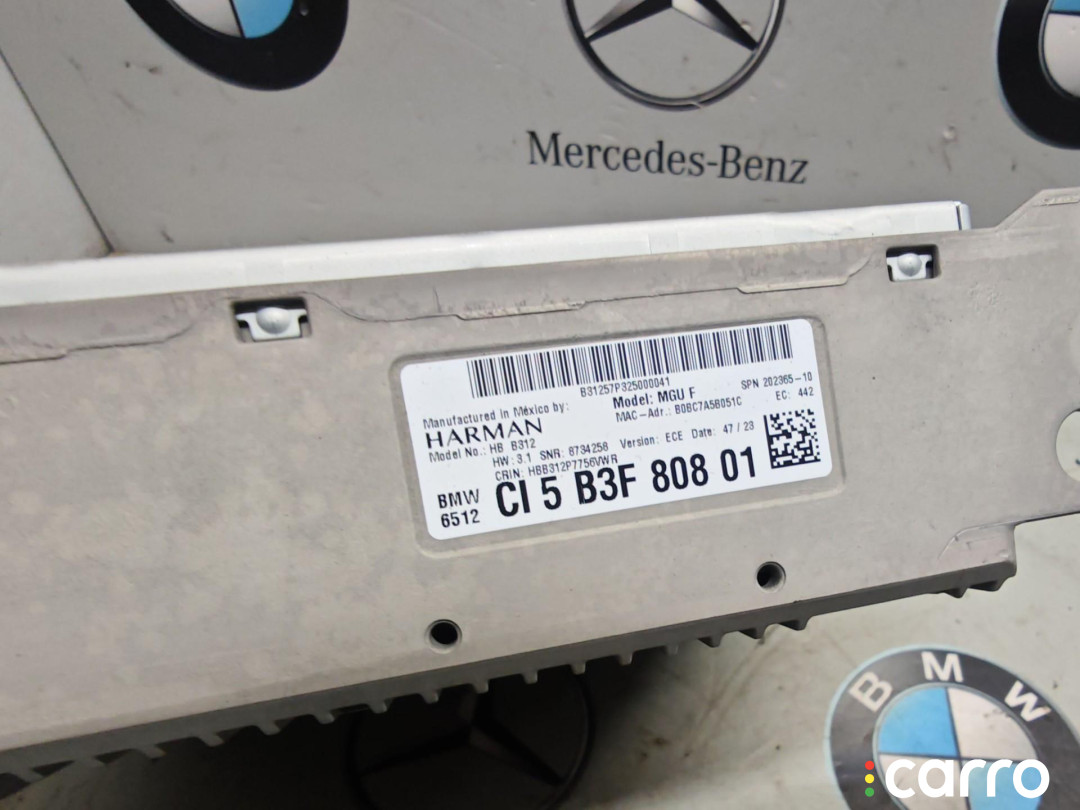 Mercedes-Benz
B31257P325000041
Manufactured in México by:
Model: MGU F
SPN 202365-10
HARMAN
MAC-Adr.: B0BC7A5B051C
EC: 442
Model No.: HB B312
HW: 3.1 SNR: 8734258 Version: ECE Date: 47/23
CRIN: HBB312P7756VWR
BMW
6512
CI 5 B3F 808 01
BMW
carro